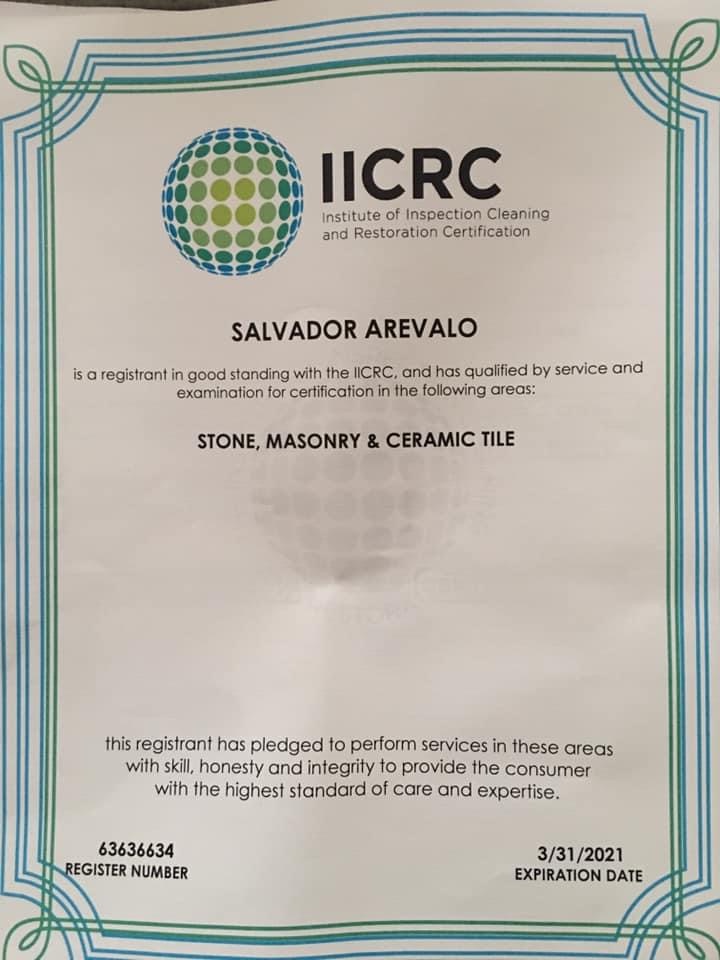 IICRC
Institute of Inspection Cleaning
and Restoration Certification
SALVADOR AREVALO
is a registrant in good standing with the IICRC, and has qualified by service and
examination for certification in the following areas:
STONE, MASONRY & CERAMIC TILE
this registrant has pledged to perform services in these areas
with skill, honesty and integrity to provide the consumer
with the highest standard of care and expertise.
63636634
REGISTER NUMBER
3/31/2021
EXPIRATION DATE